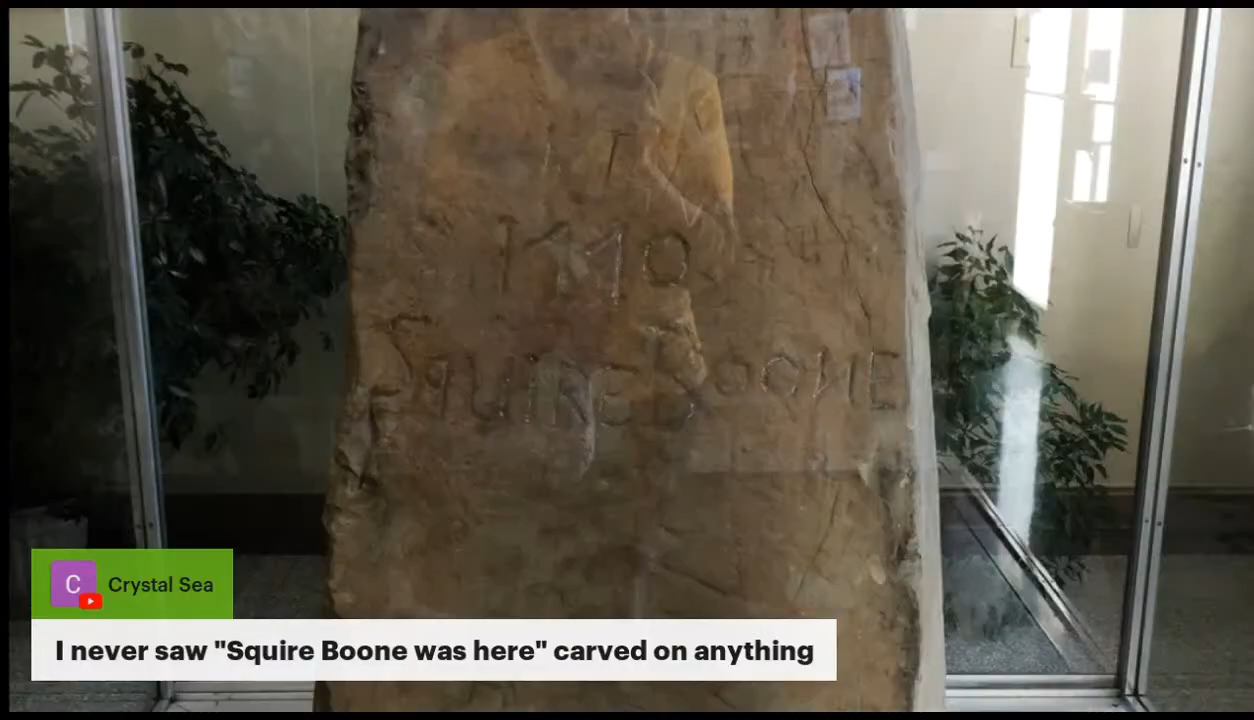 1770
SQUIRE BOONE
C
Crystal Sea
I never saw "Squire Boone was here" carved on anything